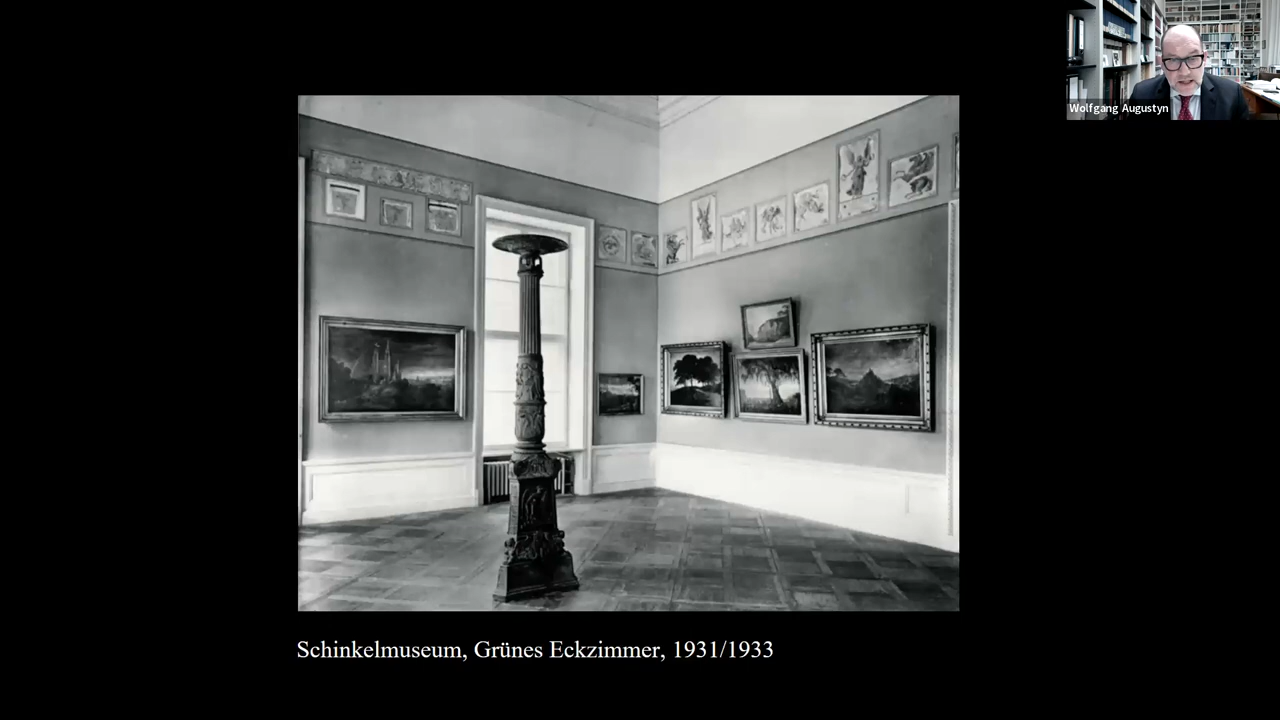 Wolfgang Augustyn
Schinkelmuseum, Grünes Eckzimmer, 1931/1933